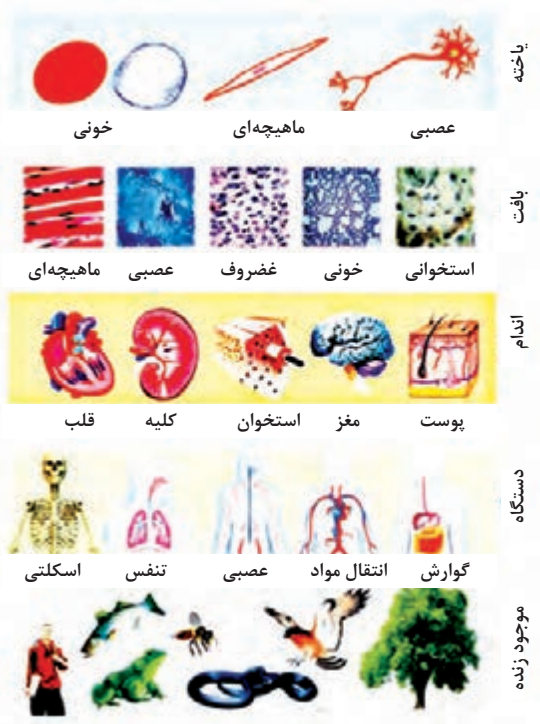 یاخته
عصبی ماهیچه‌ای خونی
بافت
استخوانی خونی غضروف عصبی ماهیچه‌ای
اندام
پوست مغز استخوان کلیه قلب
دستگاه
گوارش انتقال مواد عصبی تنفس اسکلتی
موجود زنده